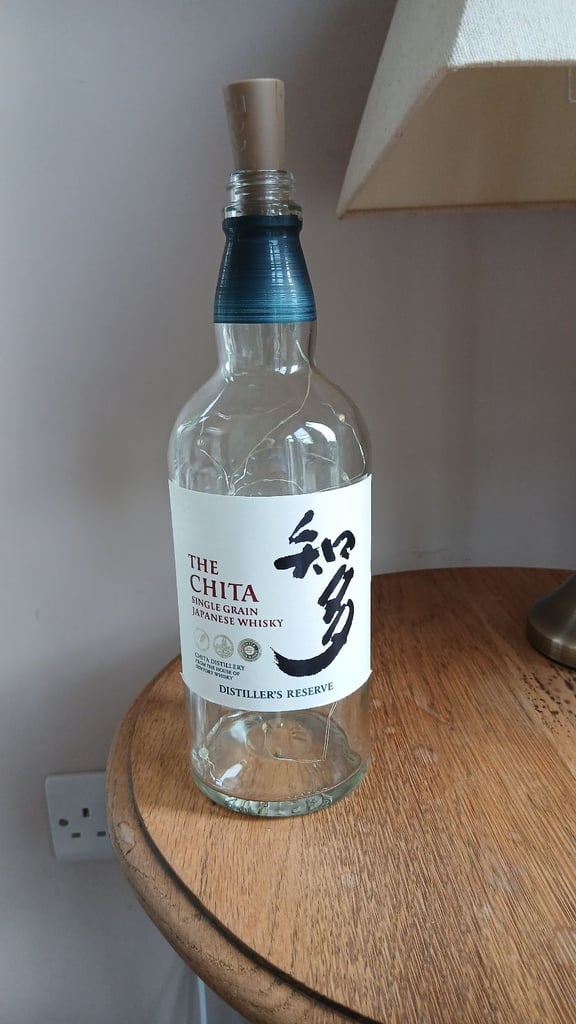 知多
THE
CHITA
SINGLE GRAIN
JAPANESE WHISKY
CHITA DISTILLERY
FROM THE HOUSE OF
SUNTORY WHISKY
DISTILLER'S RESERVE